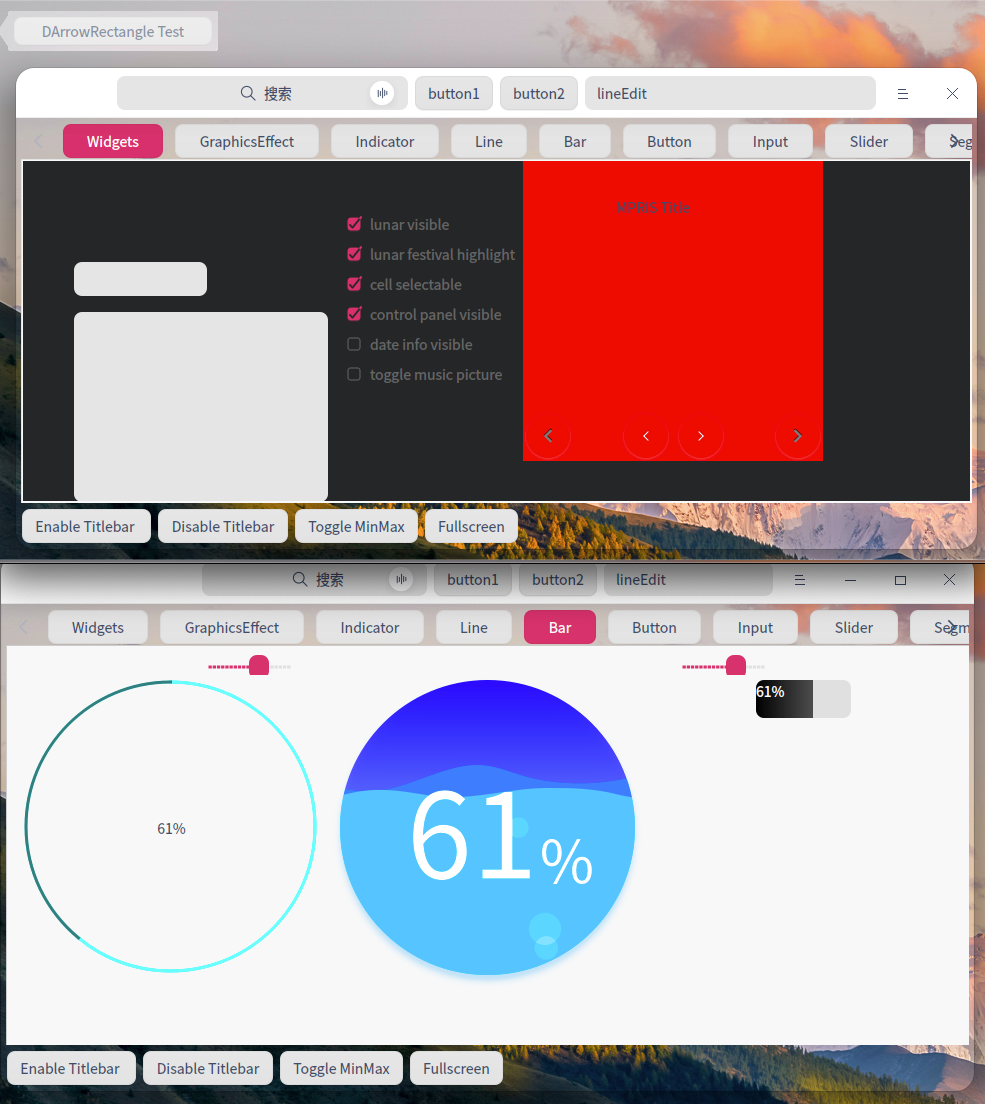 DArrowRectangle Test
搜索 button1 button2 lineEdit
Widgets GraphicsEffect Indicator Line Bar Button Input Slider
MPRIS Title
lunar visible
lunar festival highlight
cell selectable
control panel visible
date info visible
toggle music picture
Enable Titlebar Disable Titlebar Toggle MinMax Fullscreen
搜索 button1 button2 lineEdit
Widgets GraphicsEffect Indicator Line Bar Button Input Slider
61%
61%
61%
Enable Titlebar Disable Titlebar Toggle MinMax Fullscreen